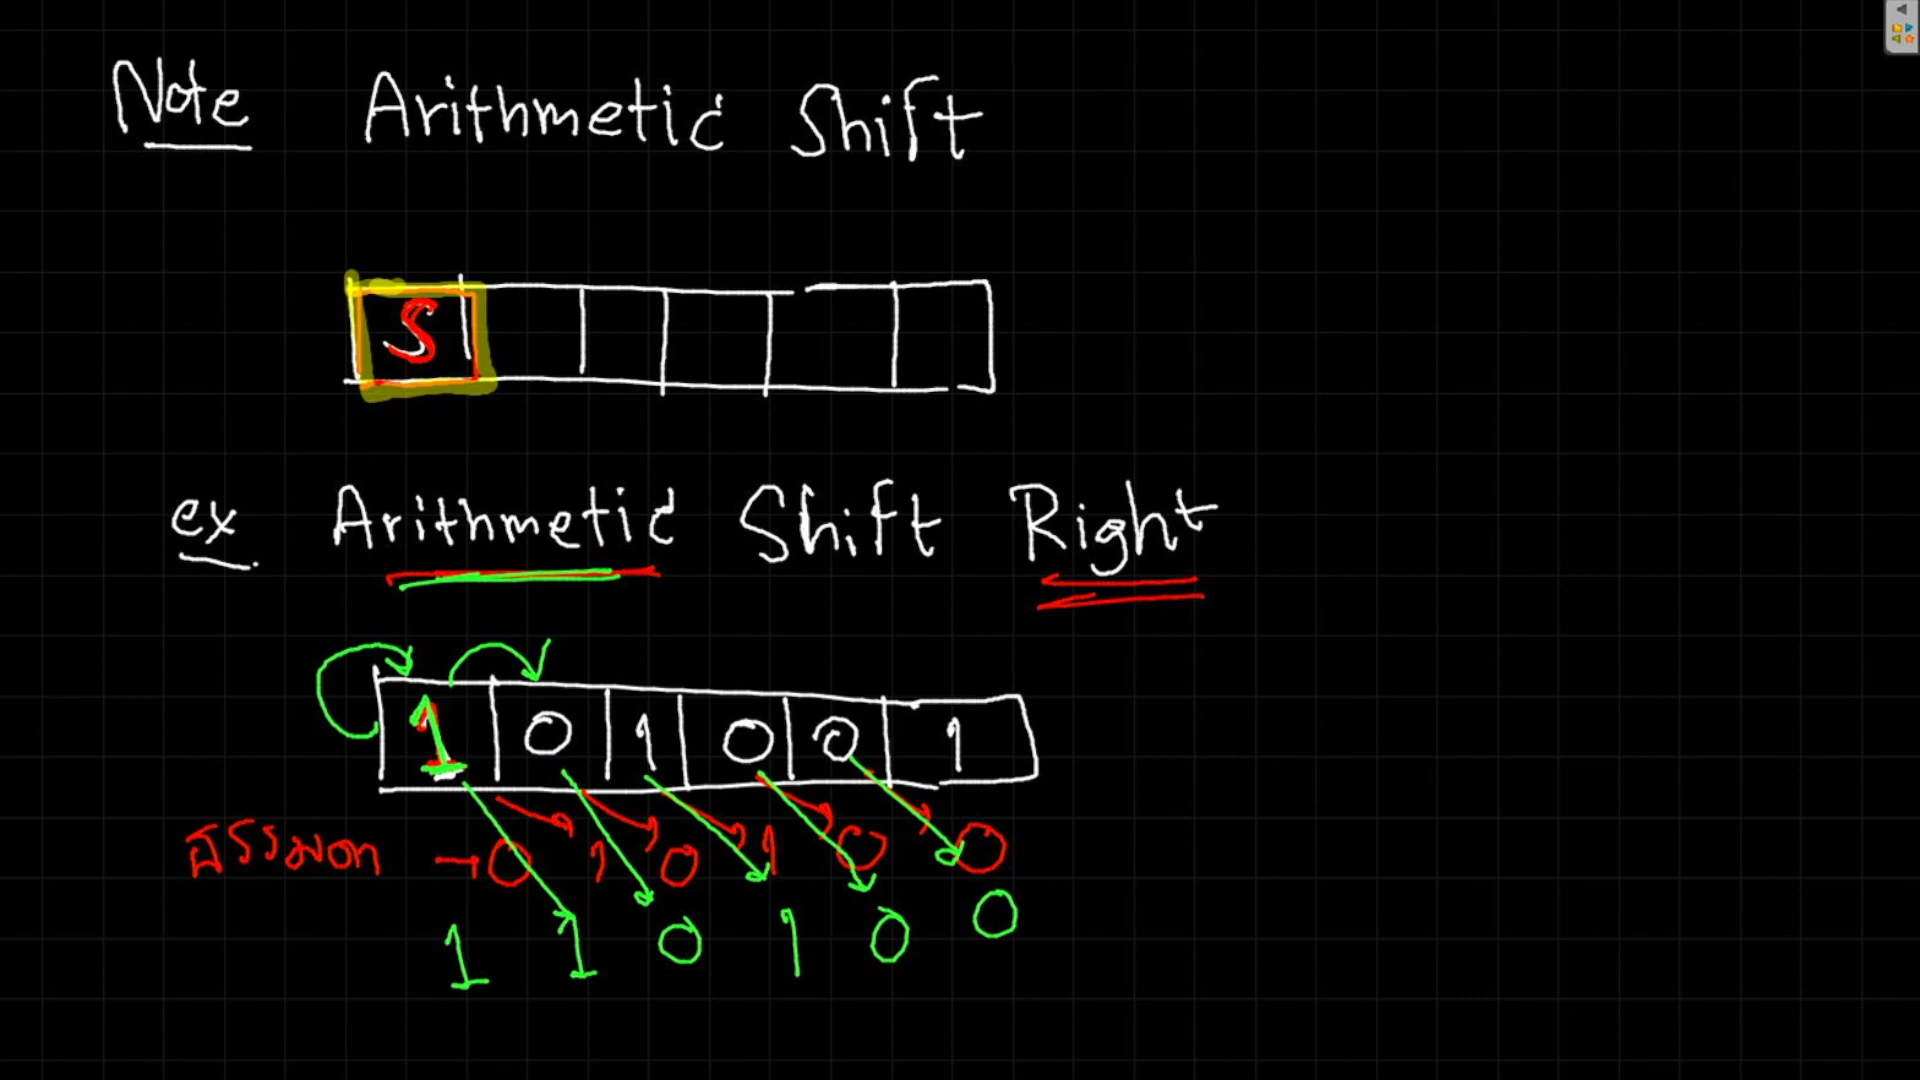 Note Arithmetic Shift
S
ex Arithmetic Shift Right
1 0 1 0 0 1
ธรรมดา → 0 1 0 1 0 0
1 1 0 1 0 0